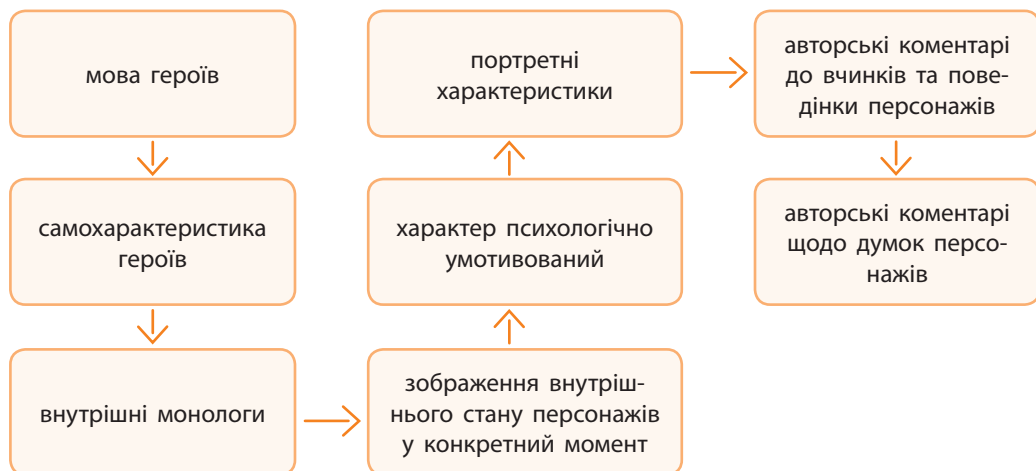 мова героїв
самохарактеристика
героїв
внутрішні монологи
зображення внутріш-
нього стану персонажів
у конкретний момент
характер психологічно
умотивований
портретні
характеристики
авторські коментарі
до вчинків та пове-
дінки персонажів
авторські коментарі
щодо думок персо-
нажів